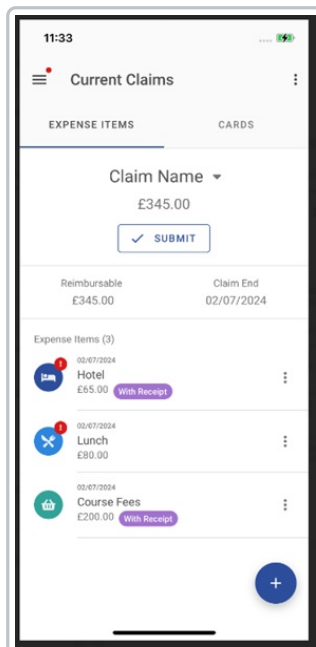 11:33
Current Claims
EXPENSE ITEMS CARDS
Claim Name
£345.00
SUBMIT
Reimbursable Claim End
£345.00 02/07/2024
Expense Items (3)
02/07/2024
Hotel
£65.00 With Receipt
02/07/2024
Lunch
£80.00
02/07/2024
Course Fees
£200.00 With Receipt